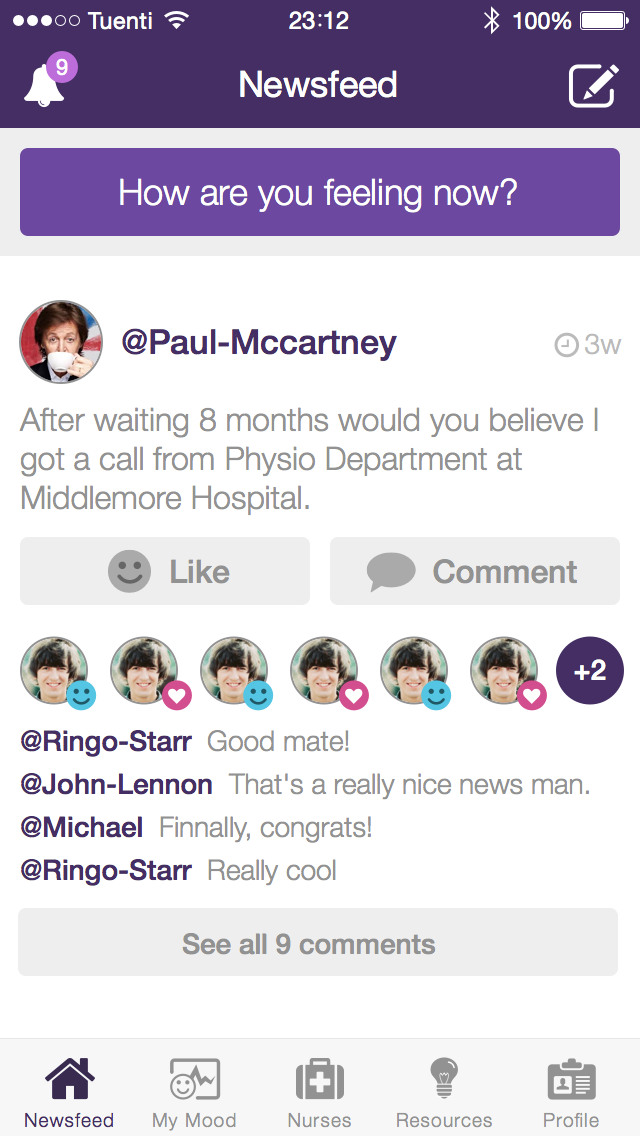 Tuenti 23:12 100%
9
Newsfeed
How are you feeling now?
@Paul-Mccartney 3w
After waiting 8 months would you believe I
got a call from Physio Department at
Middlemore Hospital.
Like Comment
+2
@Ringo-Starr Good mate!
@John-Lennon That's a really nice news man.
@Michael Finnally, congrats!
@Ringo-Starr Really cool
See all 9 comments
Newsfeed My Mood Nurses Resources Profile